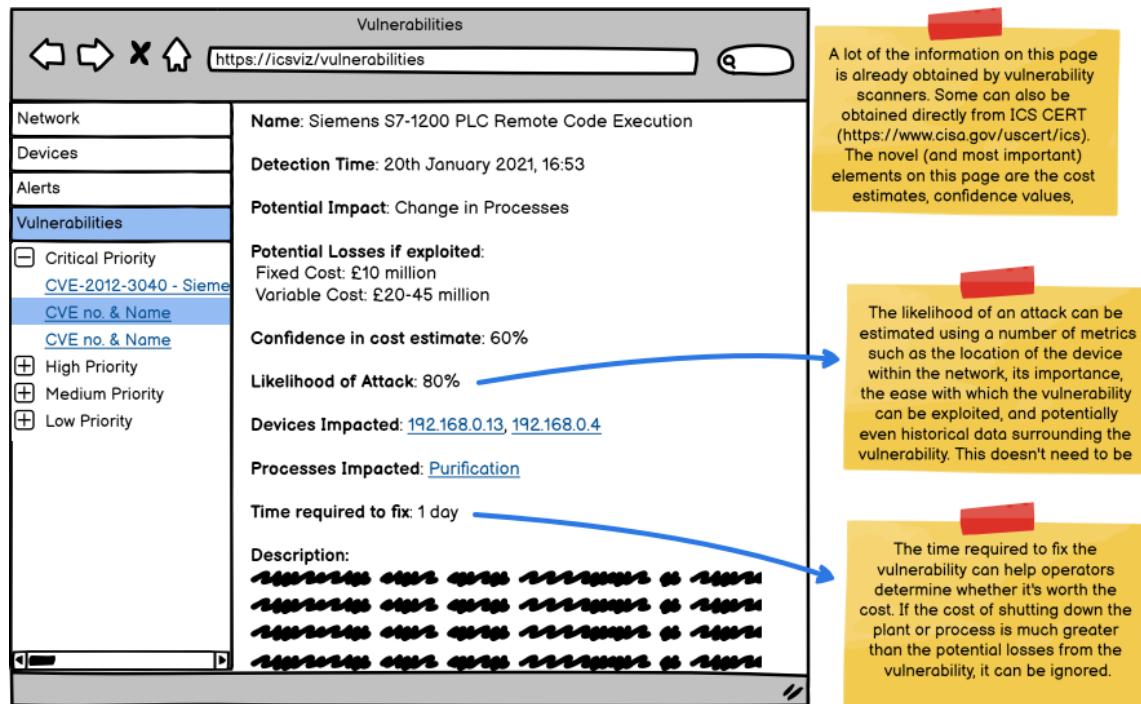 Vulnerabilities
https://icsviz/vulnerabilities
Network
Devices
Alerts
Vulnerabilities
Critical Priority
CVE-2012-3040 - Sieme
CVE no. & Name
CVE no. & Name
High Priority
Medium Priority
Low Priority
Name: Siemens S7-1200 PLC Remote Code Execution
Detection Time: 20th January 2021, 16:53
Potential Impact: Change in Processes
Potential Losses if exploited:
Fixed Cost: £10 million
Variable Cost: £20-45 million
Confidence in cost estimate: 60%
Likelihood of Attack: 80%
Devices Impacted: 192.168.0.13, 192.168.0.4
Processes Impacted: Purification
Time required to fix: 1 day
Description:
A lot of the information on this page
is already obtained by vulnerability
scanners. Some can also be
obtained directly from ICS CERT
(https://www.cisa.gov/uscert/ics).
The novel (and most important)
elements on this page are the cost
estimates, confidence values,
The likelihood of an attack can be
estimated using a number of metrics
such as the location of the device
within the network, its importance,
the ease with which the vulnerability
can be exploited, and potentially
even historical data surrounding the
vulnerability. This doesn't need to be
The time required to fix the
vulnerability can help operators
determine whether it's worth the
cost. If the cost of shutting down the
plant or process is much greater
than the potential losses from the
vulnerability, it can be ignored.